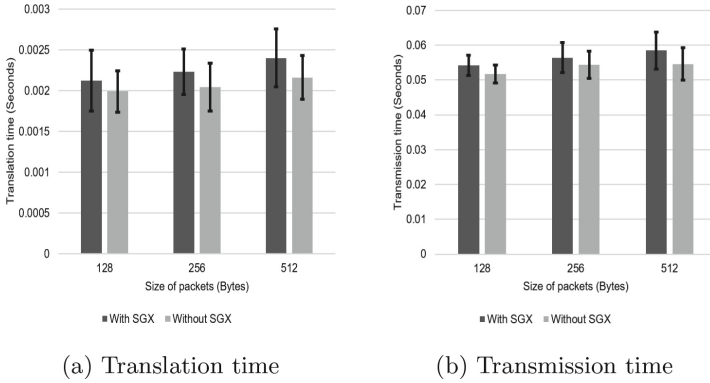 0.003
0.0025
0.002
0.0015
0.001
0.0005
0
Translation time (Seconds)
128
256
512
Size of packets (Bytes)
With SGX
Without SGX
(a) Translation time
0.07
0.06
0.05
0.04
0.03
0.02
0.01
0
Transmission time (Seconds)
128
256
512
Size of packets (Bytes)
With SGX
Without SGX
(b) Transmission time